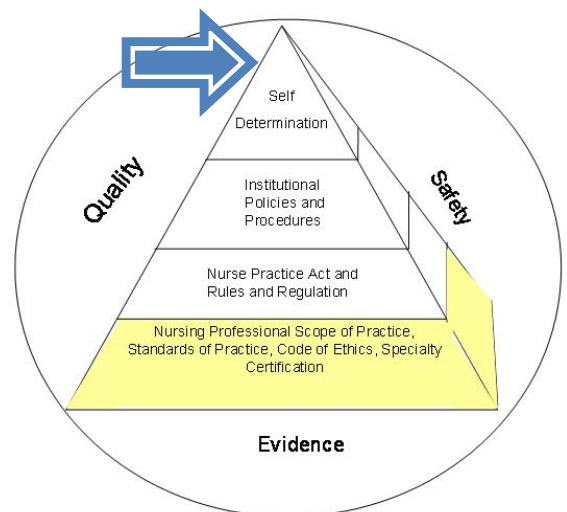 Self
Determination
Quality
Safety
Institutional
Policies and
Procedures
Nurse Practice Act and
Rules and Regulation
Nursing Professional Scope of Practice,
Standards of Practice, Code of Ethics, Specialty
Certification
Evidence